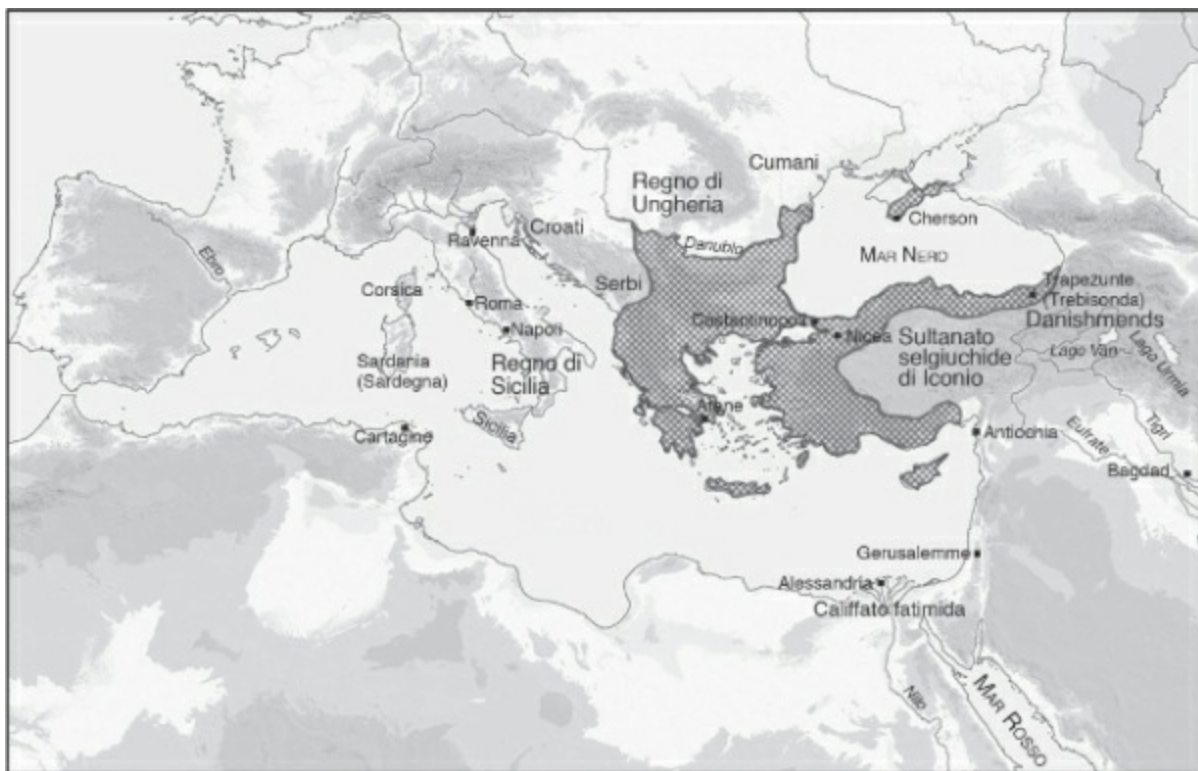 Cumani
Regno di
Ungheria
Cherson
Croati
Ravenna
Danubio
MAR NERO
Ebro
Serbi
Trapezunte
(Trebisonda)
Corsica
Roma
Danishmends
Costantinopoli
Napoli
Nicea
Sultanato
selgiuchide
di Iconio
Lago Van
Lago Urmia
Sardania
(Sardegna)
Regno di
Sicilia
Atene
Cartagine
Sicilia
Antiochia
Eufrate
Tigri
Bagdad
Gerusalemme
Alessandria
Califfato fatimida
Nilo
MAR ROSSO